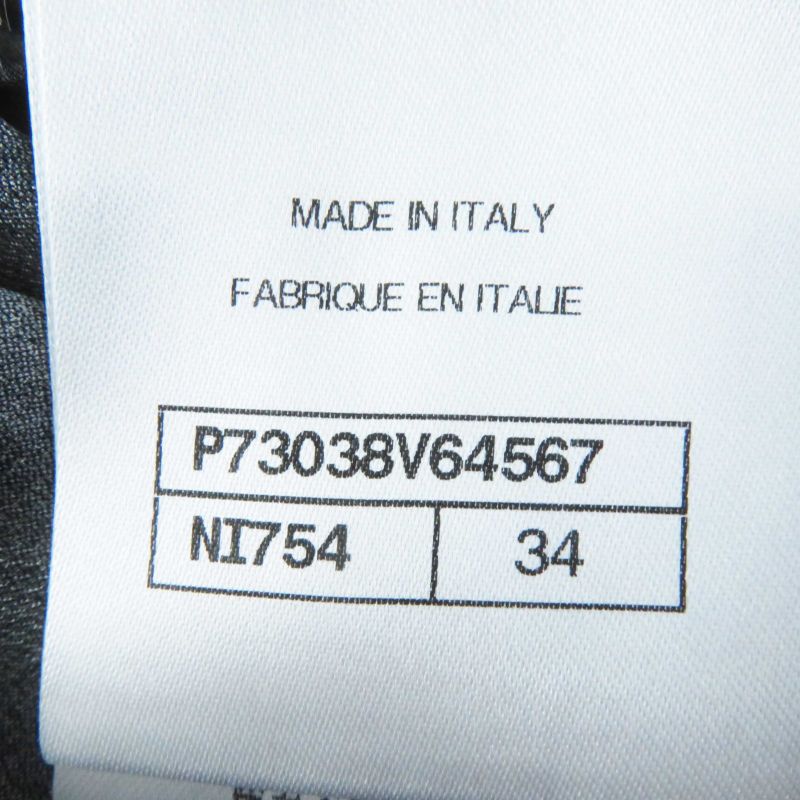 MADE IN ITALY
FABRIQUE EN ITALIE
P73038V64567
NI754 34